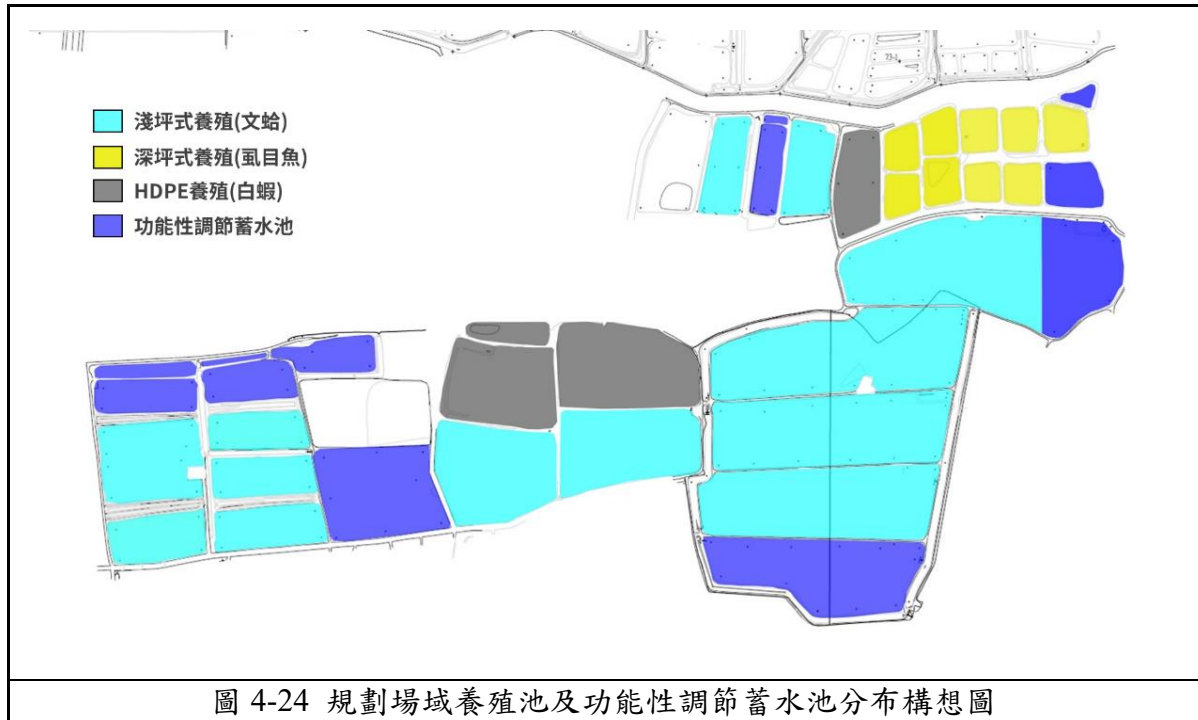 73-1
淺坪式養殖(文蛤)
深坪式養殖(虱目魚)
HDPE養殖(白蝦)
功能性調節蓄水池
圖 4-24 規劃場域養殖池及功能性調節蓄水池分布構想圖